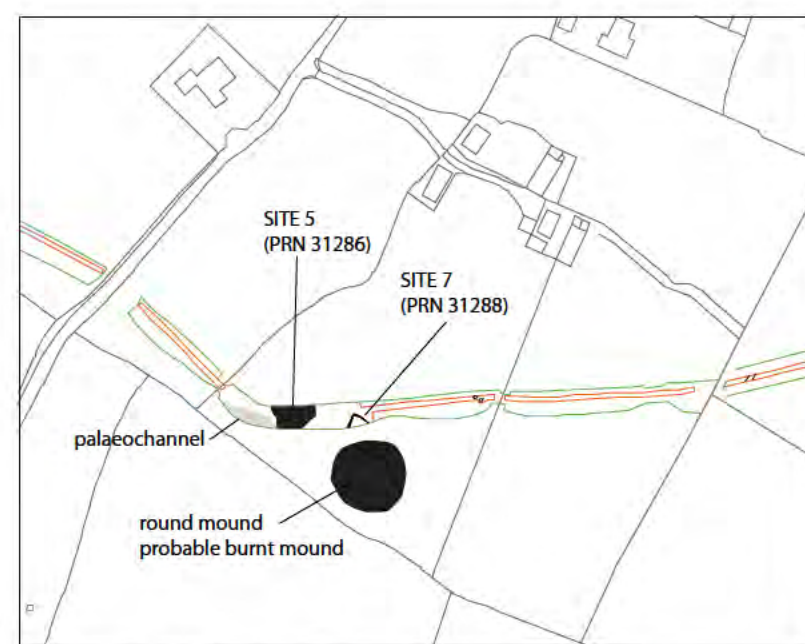 SITE 5
(PRN 31286)
SITE 7
(PRN 31288)
palaeochannel
round mound
probable burnt mound